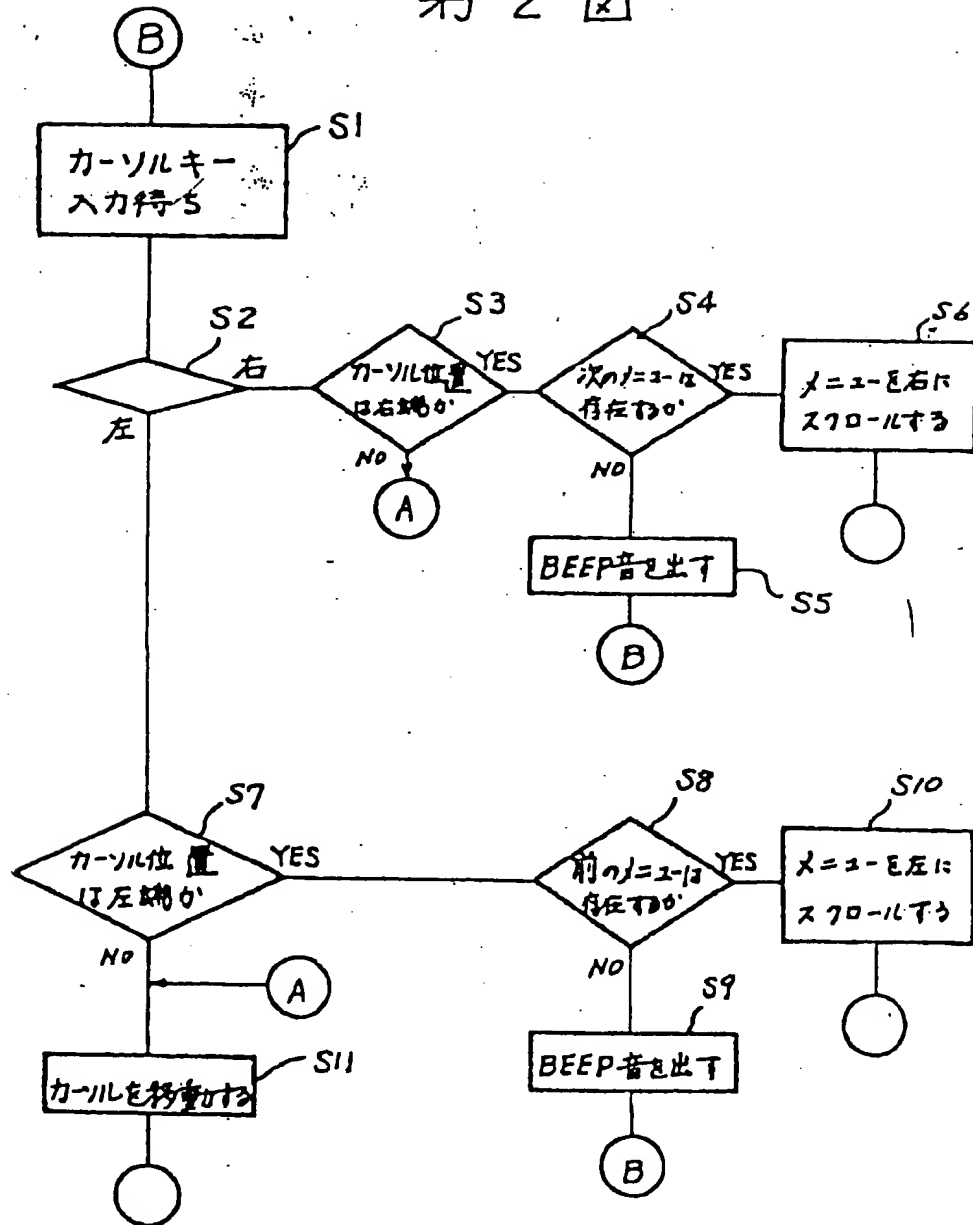 第2図
B
S1
カーソルキー
入力待ち
S2
右
左
S3
カーソル位置
は右端か
YES
NO
A
S4
次のメニューは
存在するか
YES
NO
S6
メニューを右に
スクロールする
BEEP音を出す
S5
B
S7
カーソル位置
は左端か
YES
NO
A
S8
前のメニューは
存在するか
YES
NO
S10
メニューを左に
スクロールする
S9
BEEP音を出す
B
S11
カーソルを移動する